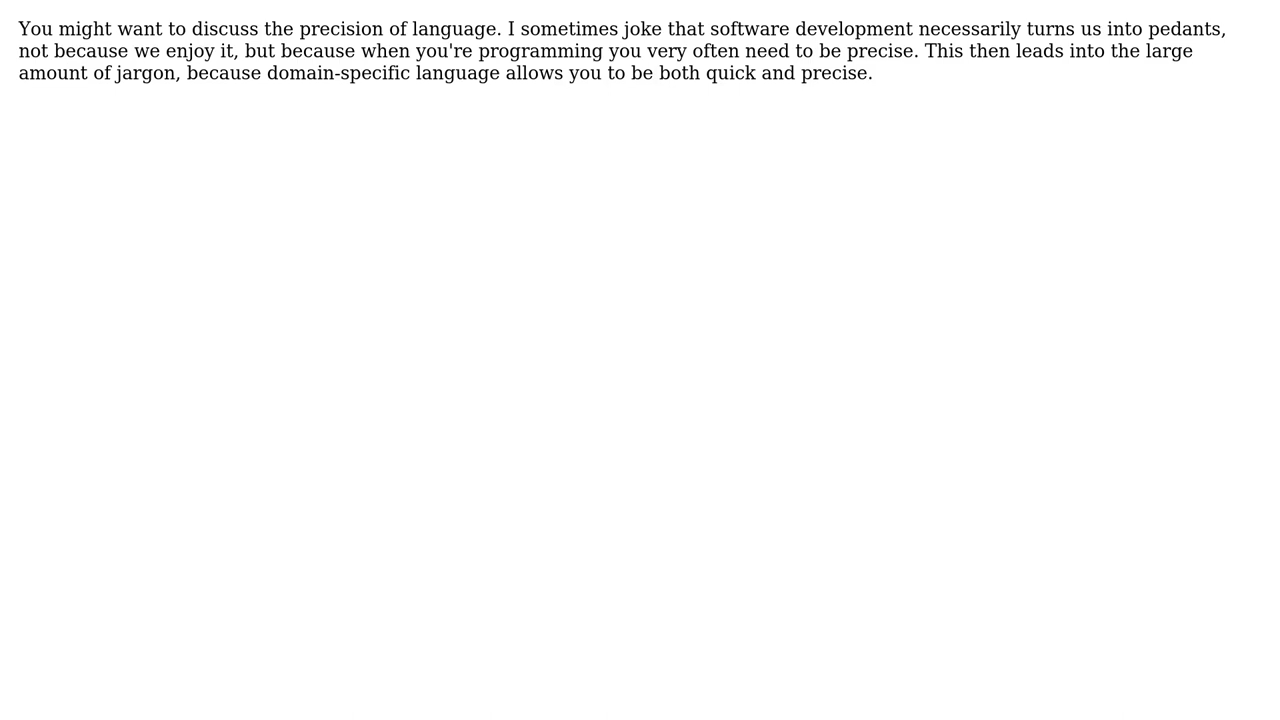 You might want to discuss the precision of language. I sometimes joke that software development necessarily turns us into pedants,
not because we enjoy it, but because when you're programming you very often need to be precise. This then leads into the large
amount of jargon, because domain-specific language allows you to be both quick and precise.